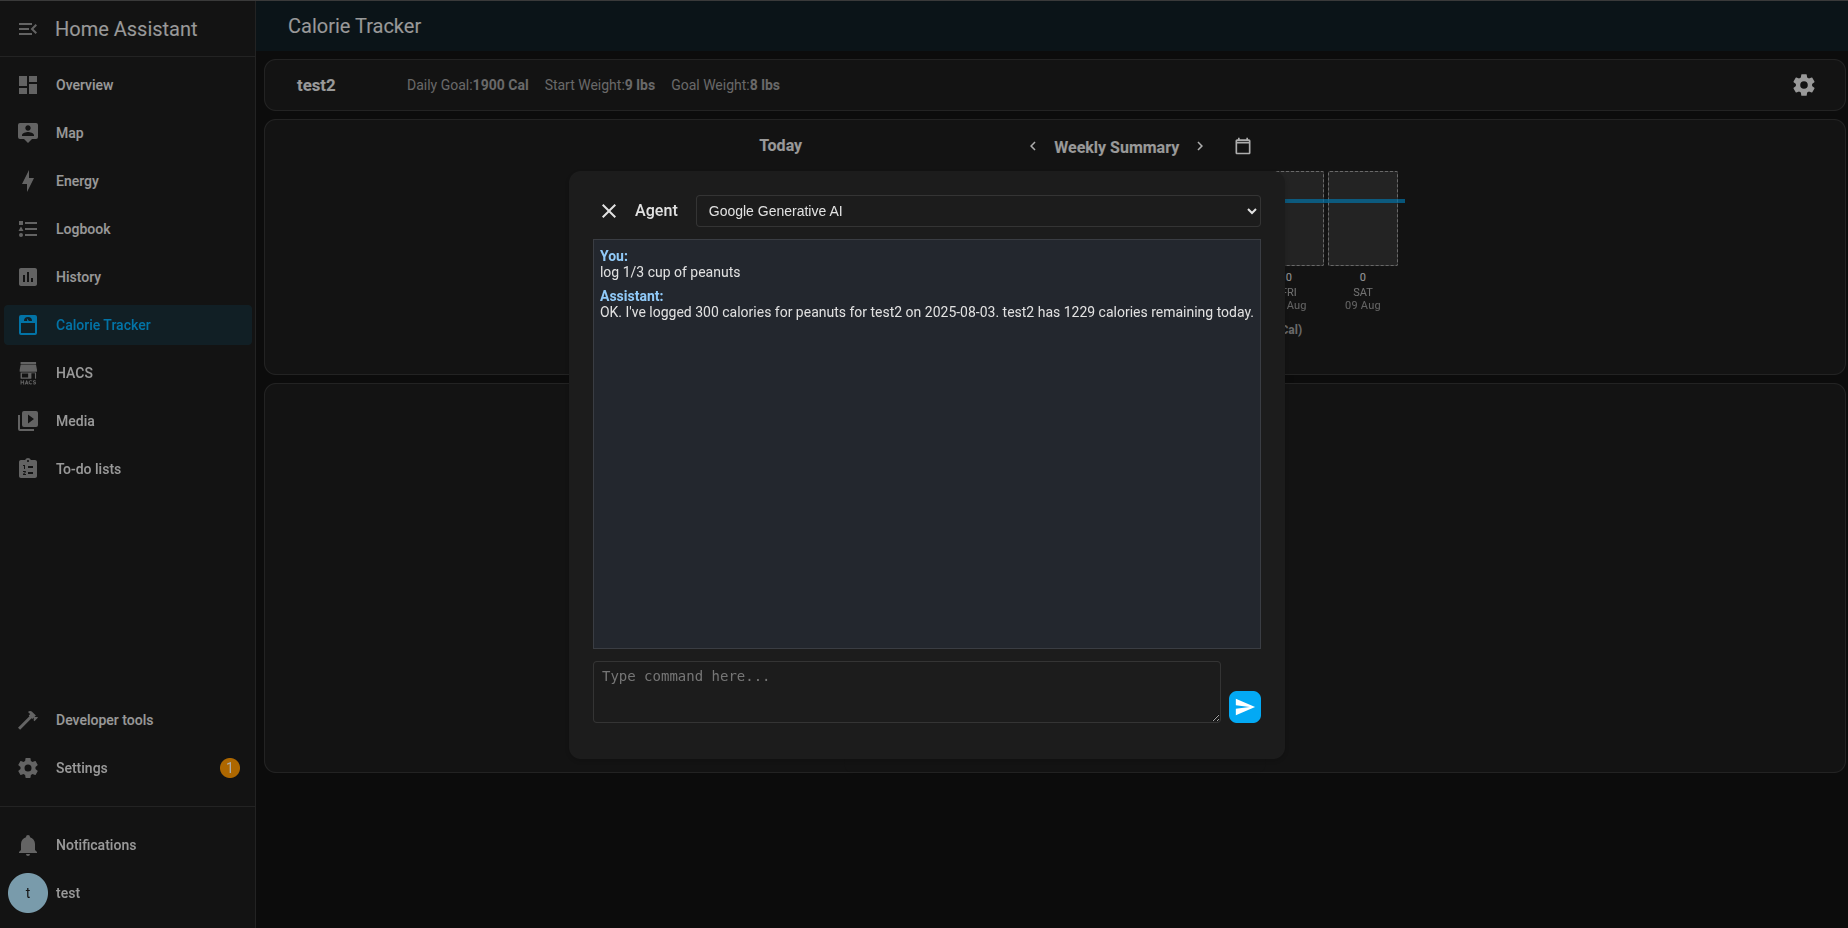 Home Assistant
Overview
Map
Energy
Logbook
History
Calorie Tracker
HACS
HACS
Media
To-do lists
Developer tools
Settings
1
Notifications
t
test
Calorie Tracker
test2
Daily Goal:1900 Cal Start Weight:9 lbs Goal Weight:8 lbs
Today
Weekly Summary
Agent
Google Generative AI
You:
log 1/3 cup of peanuts
Assistant:
OK. I've logged 300 calories for peanuts for test2 on 2025-08-03. test2 has 1229 calories remaining today.
Type command here...
0 0
FRI SAT
Aug 09 Aug
Cal)